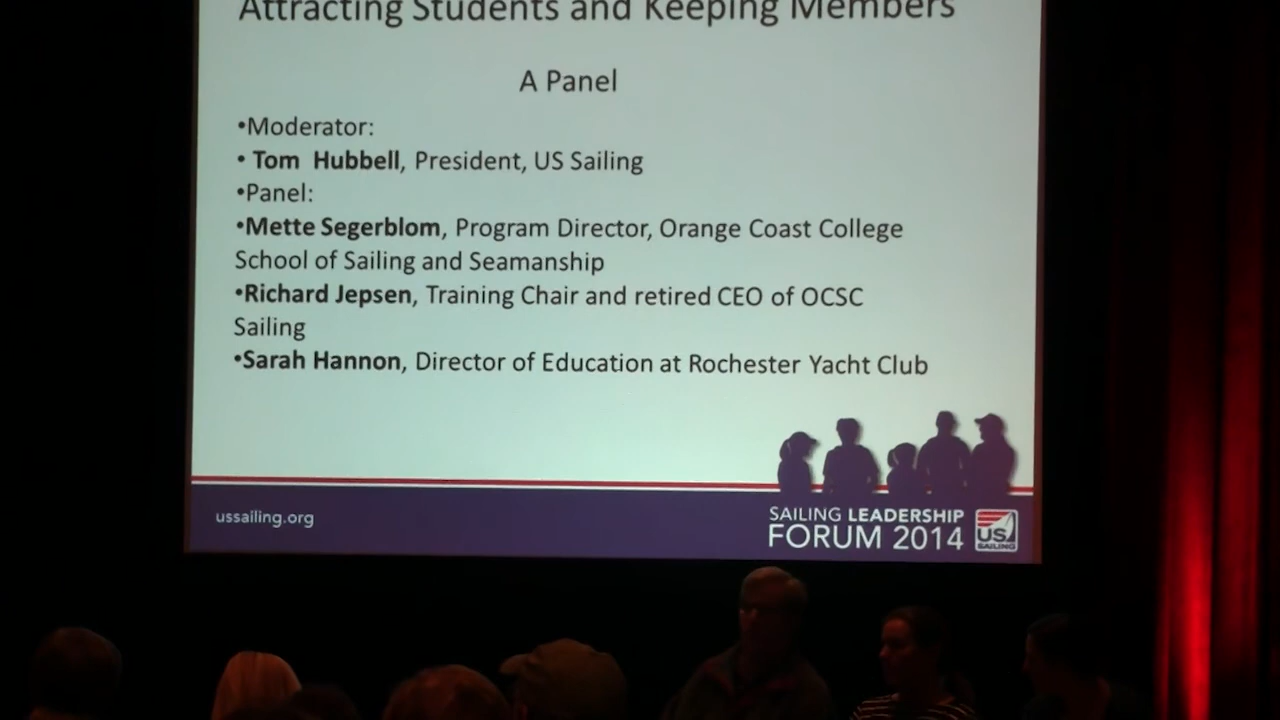 Attracting Students and Keeping Members
A Panel
•Moderator:
• Tom Hubbell, President, US Sailing
•Panel:
•Mette Segerblom, Program Director, Orange Coast College
School of Sailing and Seamanship
•Richard Jepsen, Training Chair and retired CEO of OCSC
Sailing
•Sarah Hannon, Director of Education at Rochester Yacht Club
ussailing.org
SAILING LEADERSHIP
FORUM 2014
US
SAILING